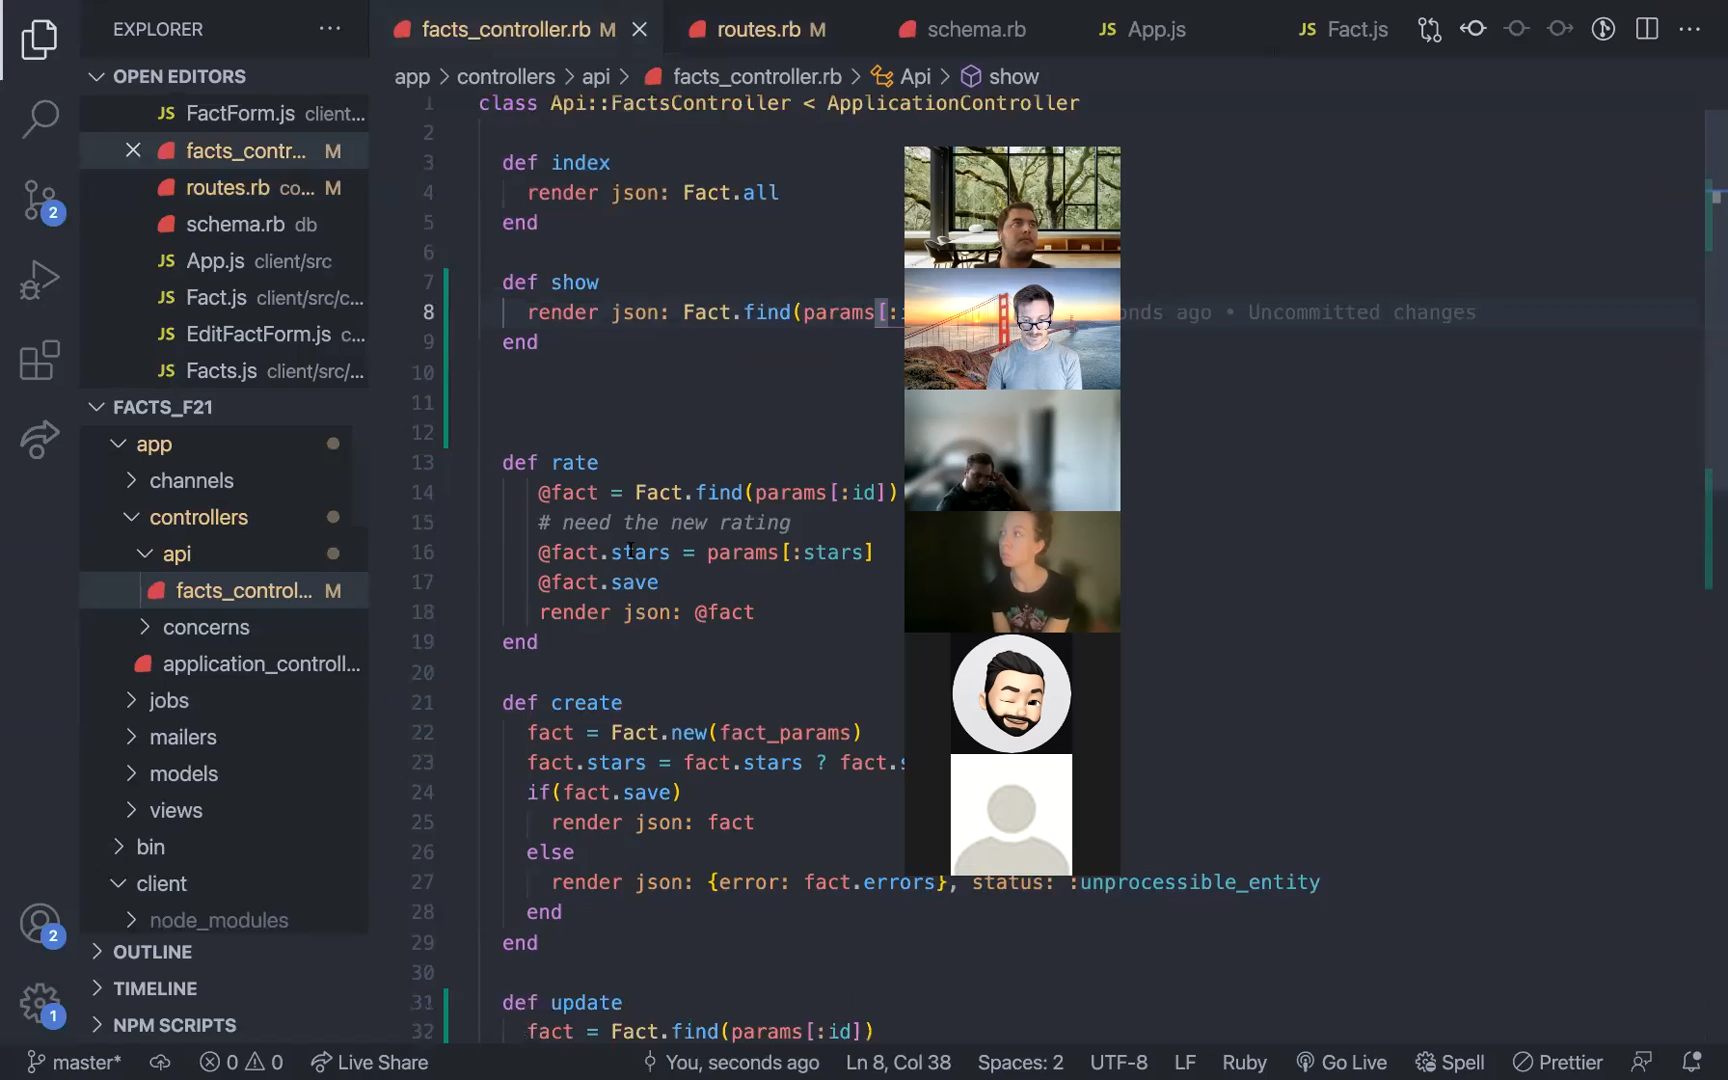 EXPLORER
OPEN EDITORS
JS FactForm.js client...
facts_contr... M
routes.rb co... M
schema.rb db
JS App.js client/src
JS Fact.js client/src/c...
JS EditFactForm.js c...
JS Facts.js client/src/...
FACTS_F21
app
channels
controllers
api
facts_control... M
concerns
application_controll...
jobs
mailers
models
views
bin
client
node_modules
OUTLINE
TIMELINE
NPM SCRIPTS
2
2
1
facts_controller.rb M
routes.rb M
schema.rb
JS App.js
JS Fact.js
app > controllers > api > facts_controller.rb > Api > show
1 class Api::FactsController < ApplicationController
2
3 def index
4 render json: Fact.all
5 end
6
7 def show
8 render json: Fact.find(params[: ago • Uncommitted changes
9 end
10
11
12
13 def rate
14 @fact = Fact.find(params[:id])
15 # need the new rating
16 @fact.stars = params[:stars]
17 @fact.save
18 render json: @fact
19 end
20
21 def create
22 fact = Fact.new(fact_params)
23 fact.stars = fact.stars ? fact.
24 if(fact.save)
25 render json: fact
26 else
27 render json: {error: fact.errors}, status: :unprocessible_entity
28 end
29 end
30
31 def update
32 fact = Fact.find(params[:id])
master* 0 0 Live Share You, seconds ago Ln 8, Col 38 Spaces: 2 UTF-8 LF Ruby Go Live Spell Prettier